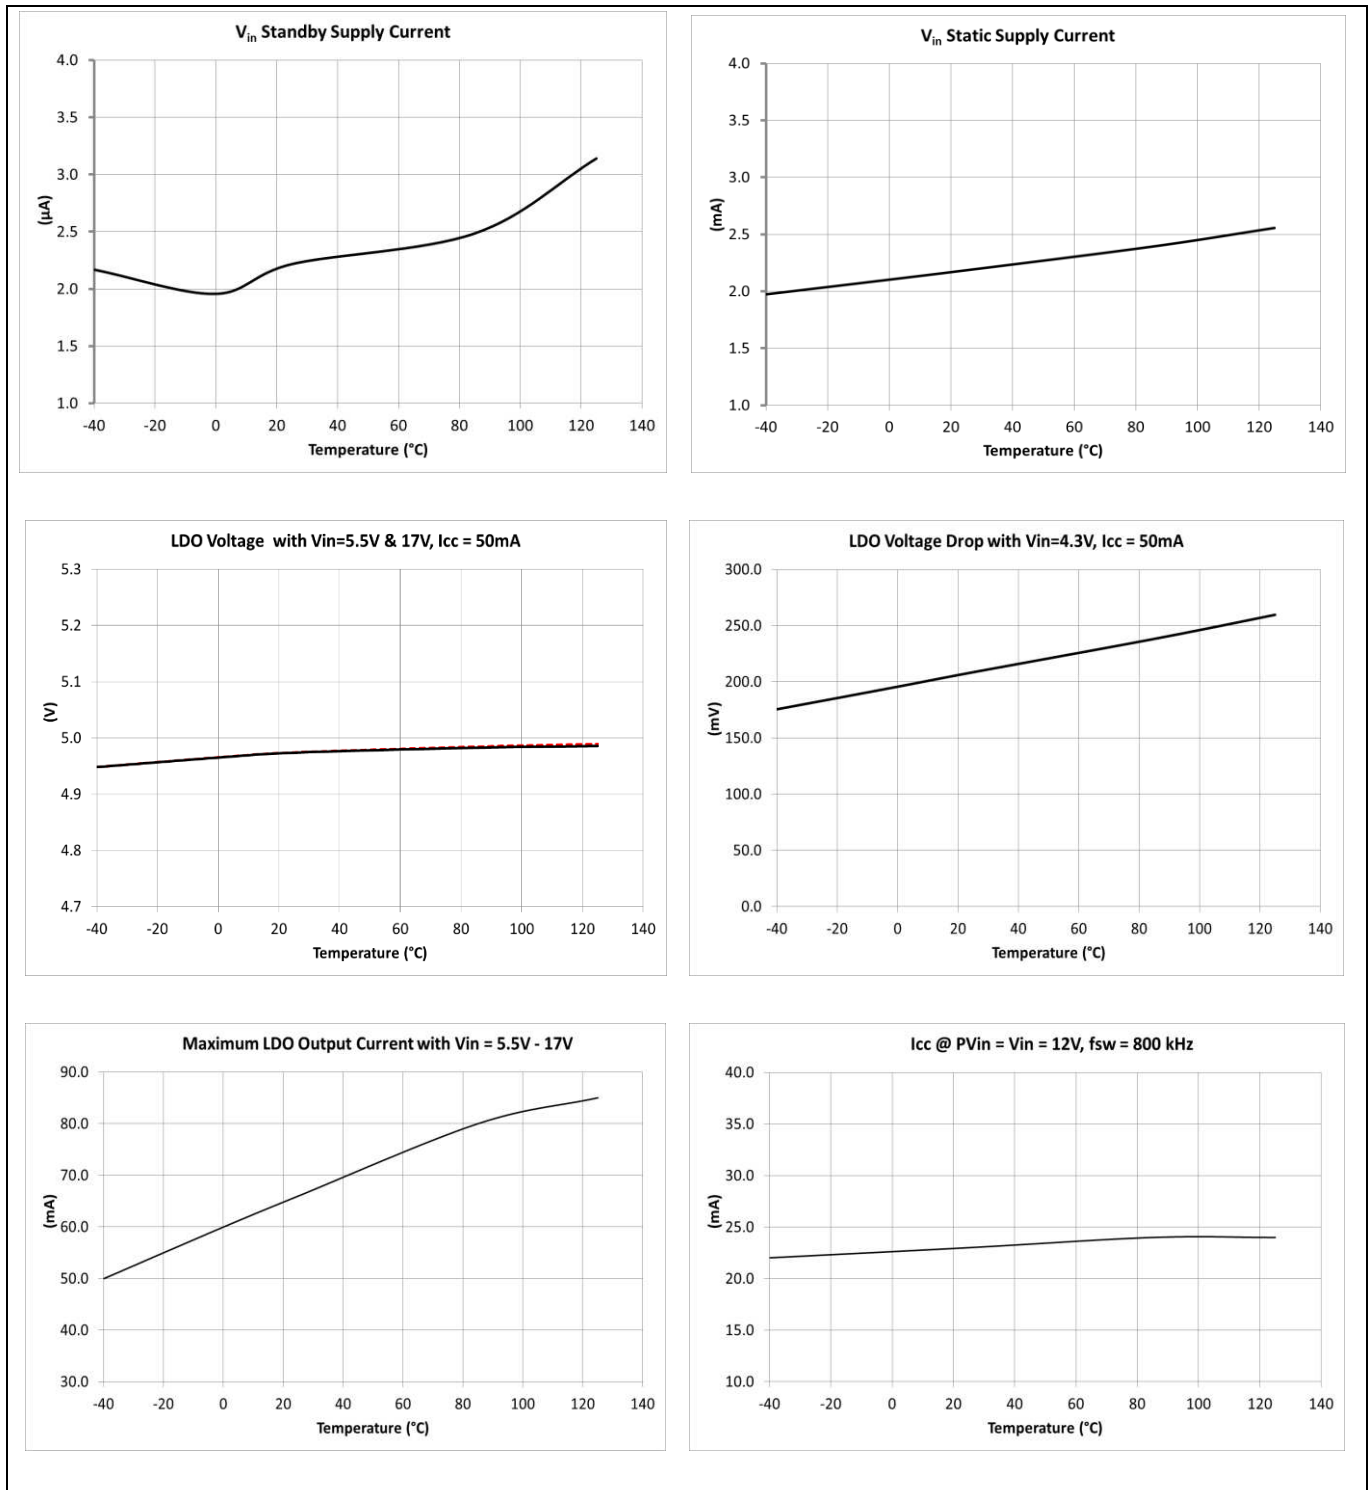 V_in Standby Supply Current
4.0
3.5
3.0
2.5
2.0
1.5
1.0
(µA)
-40 -20 0 20 40 60 80 100 120 140
Temperature (°C)
V_in Static Supply Current
4.0
3.5
3.0
2.5
2.0
1.5
1.0
(mA)
-40 -20 0 20 40 60 80 100 120 140
Temperature (°C)
LDO Voltage with Vin=5.5V & 17V, Icc = 50mA
5.3
5.2
5.1
5.0
4.9
4.8
4.7
(V)
-40 -20 0 20 40 60 80 100 120 140
Temperature (°C)
LDO Voltage Drop with Vin=4.3V, Icc = 50mA
300.0
250.0
200.0
150.0
100.0
50.0
0.0
(mV)
-40 -20 0 20 40 60 80 100 120 140
Temperature (°C)
Maximum LDO Output Current with Vin = 5.5V - 17V
90.0
80.0
70.0
60.0
50.0
40.0
30.0
(mA)
-40 -20 0 20 40 60 80 100 120 140
Temperature (°C)
Icc @ PVin = Vin = 12V, fsw = 800 kHz
40.0
35.0
30.0
25.0
20.0
15.0
10.0
(mA)
-40 -20 0 20 40 60 80 100 120 140
Temperature (°C)